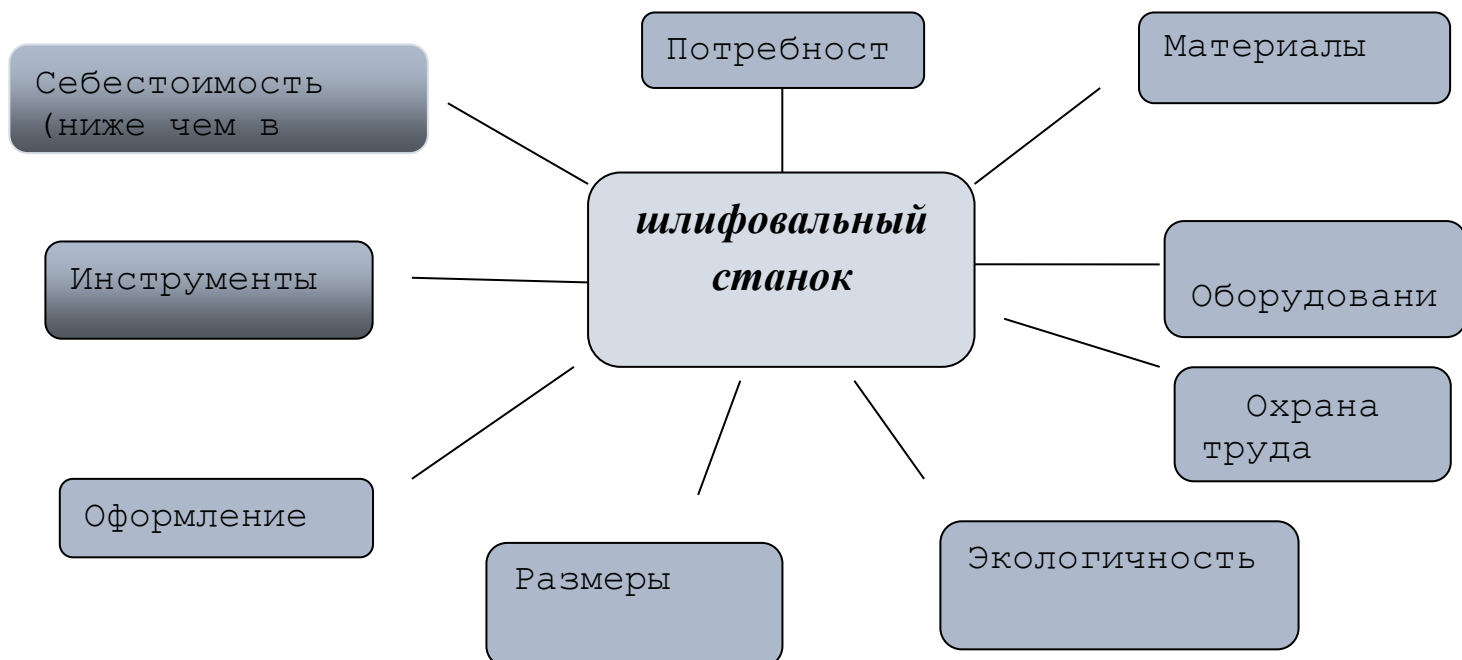 Потребност
Материалы
Себестоимость
(ниже чем в
шлифовальный
станок
Инструменты
Оборудовани
Охрана
труда
Оформление
Размеры
Экологичность